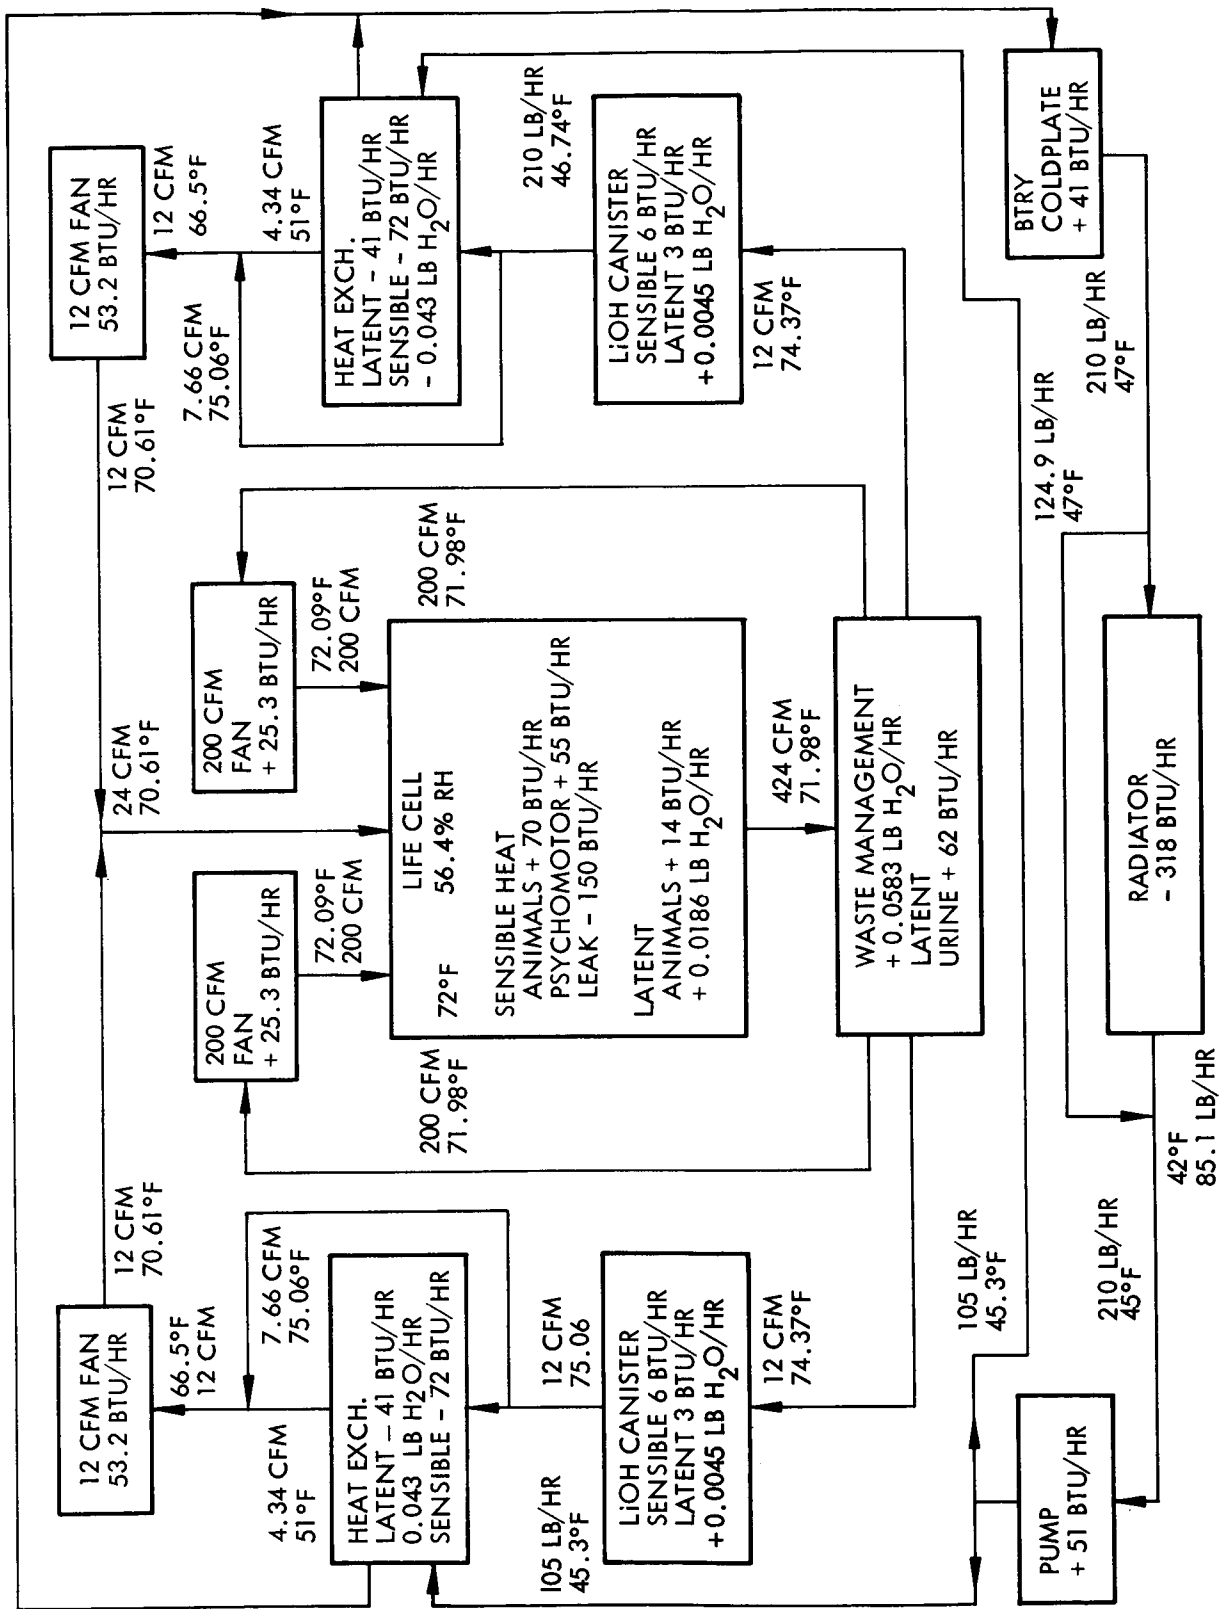 12 CFM FAN
53.2 BTU/HR
12 CFM
70.61°F
24 CFM
70.61°F
12 CFM
70.61°F
12 CFM FAN
53.2 BTU/HR
66.5°F
12 CFM
12 CFM
66.5°F
200 CFM
FAN
+ 25.3 BTU/HR
200 CFM
FAN
+ 25.3 BTU/HR
4.34 CFM
51°F
7.66 CFM
75.06°F
72.09°F
200 CFM
72.09°F
200 CFM
7.66 CFM
75.06°F
4.34 CFM
51°F
HEAT EXCH.
LATENT - 41 BTU/HR
0.043 LB H2O/HR
SENSIBLE - 72 BTU/HR
200 CFM
71.98°F
LIFE CELL
56.4% RH
72°F
SENSIBLE HEAT
ANIMALS + 70 BTU/HR
PSYCHOMOTOR + 55 BTU/HR
LEAK - 150 BTU/HR
LATENT
ANIMALS + 14 BTU/HR
+ 0.0186 LB H₂O/HR
200 CFM
71.98°F
HEAT EXCH.
LATENT - 41 BTU/HR
SENSIBLE - 72 BTU/HR
- 0.043 LB H₂O/HR
105 LB/HR
45.3°F
12 CFM
75.06
210 LB/HR
46.74°F
LiOH CANISTER
SENSIBLE 6 BTU/HR
LATENT 3 BTU/HR
+0.0045 LB H₂O/HR
LiOH CANISTER
SENSIBLE 6 BTU/HR
LATENT 3 BTU/HR
+0.0045 LB H₂O/HR
12 CFM
74.37°F
424 CFM
71.98°F
12 CFM
74.37°F
WASTE MANAGEMENT
+ 0.0583 LB H₂O/HR
LATENT
URINE + 62 BTU/HR
105 LB/HR
45.3°F
124.9 LB/HR
47°F
BTRY
COLDPLATE
+ 41 BTU/HR
PUMP
+ 51 BTU/HR
210 LB/HR
45°F
RADIATOR
- 318 BTU/HR
210 LB/HR
47°F
42°F
85.1 LB/HR